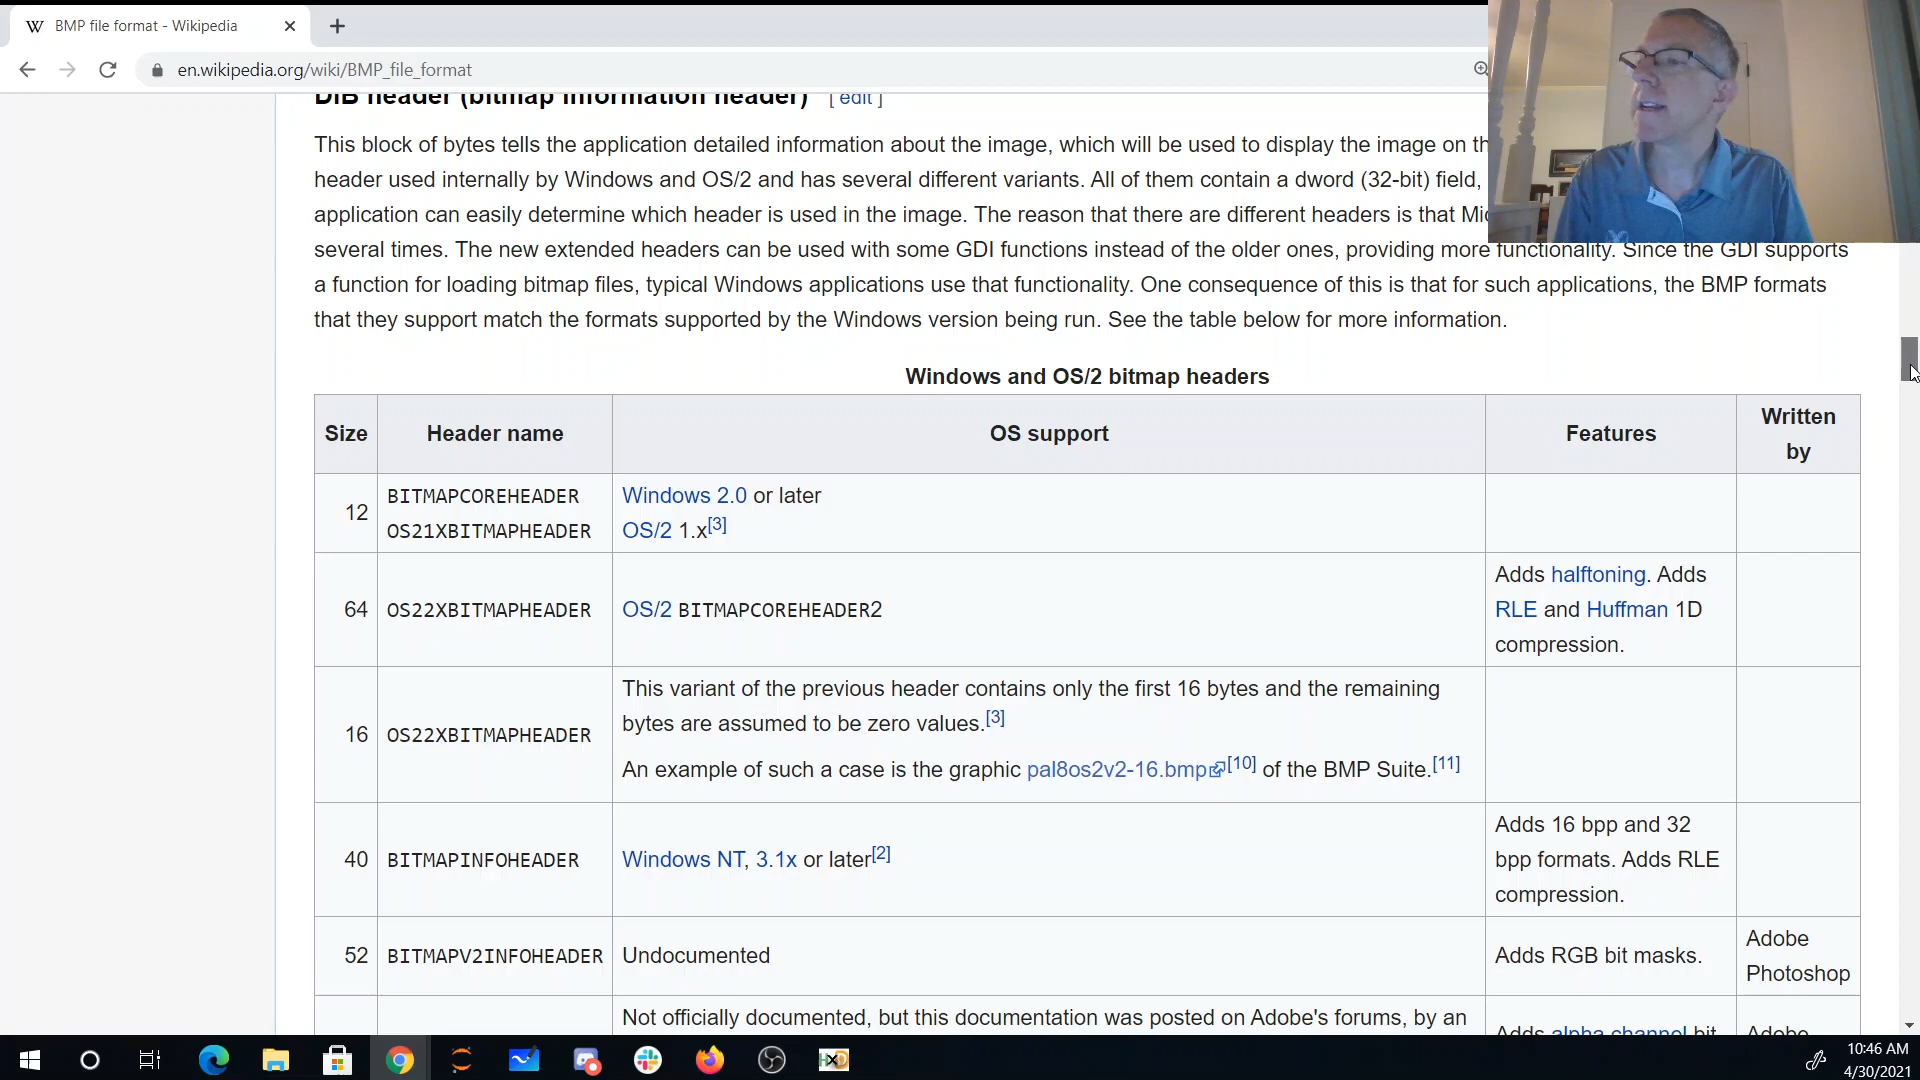 BMP file format - Wikipedia
en.wikipedia.org/wiki/BMP_file_format
DIB header (bitmap information header) [ edit ]
This block of bytes tells the application detailed information about the image, which will be used to display the image on th
header used internally by Windows and OS/2 and has several different variants. All of them contain a dword (32-bit) field,
application can easily determine which header is used in the image. The reason that there are different headers is that Mic
several times. The new extended headers can be used with some GDI functions instead of the older ones, providing more functionality. Since the GDI supports
a function for loading bitmap files, typical Windows applications use that functionality. One consequence of this is that for such applications, the BMP formats
that they support match the formats supported by the Windows version being run. See the table below for more information.
Windows and OS/2 bitmap headers
Size Header name OS support Features Written
by
12 BITMAPCOREHEADER
OS21XBITMAPHEADER Windows 2.0 or later
OS/2 1.x[3]
64 OS22XBITMAPHEADER OS/2 BITMAPCOREHEADER2 Adds halftoning. Adds
RLE and Huffman 1D
compression.
16 OS22XBITMAPHEADER This variant of the previous header contains only the first 16 bytes and the remaining
bytes are assumed to be zero values.[3]
An example of such a case is the graphic pal8os2v2-16.bmp[10] of the BMP Suite.[11]
40 BITMAPINFOHEADER Windows NT, 3.1x or later[2] Adds 16 bpp and 32
bpp formats. Adds RLE
compression.
52 BITMAPV2INFOHEADER Undocumented Adds RGB bit masks. Adobe
Photoshop
Not officially documented, but this documentation was posted on Adobe's forums, by an
Adds alpha channel bit Adobe
10:46 AM
4/30/2021